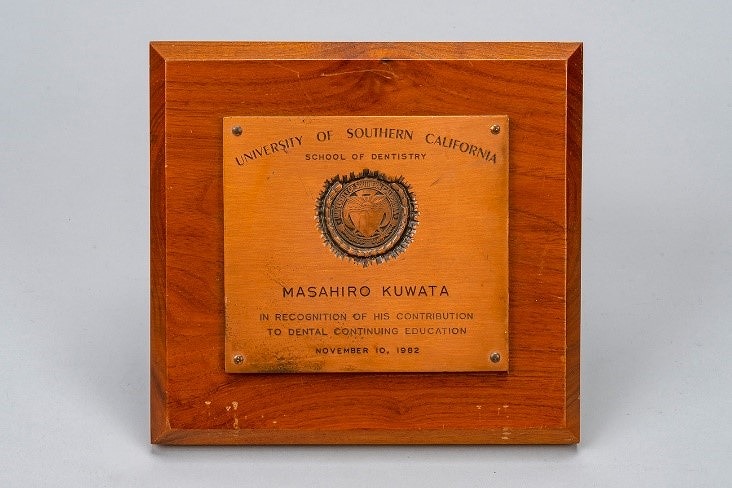 UNIVERSITY OF SOUTHERN CALIFORNIA
SCHOOL OF DENTISTRY
MASAHIRO KUWATA
IN RECOGNITION OF HIS CONTRIBUTION
TO DENTAL CONTINUING EDUCATION
NOVEMBER 10, 1982